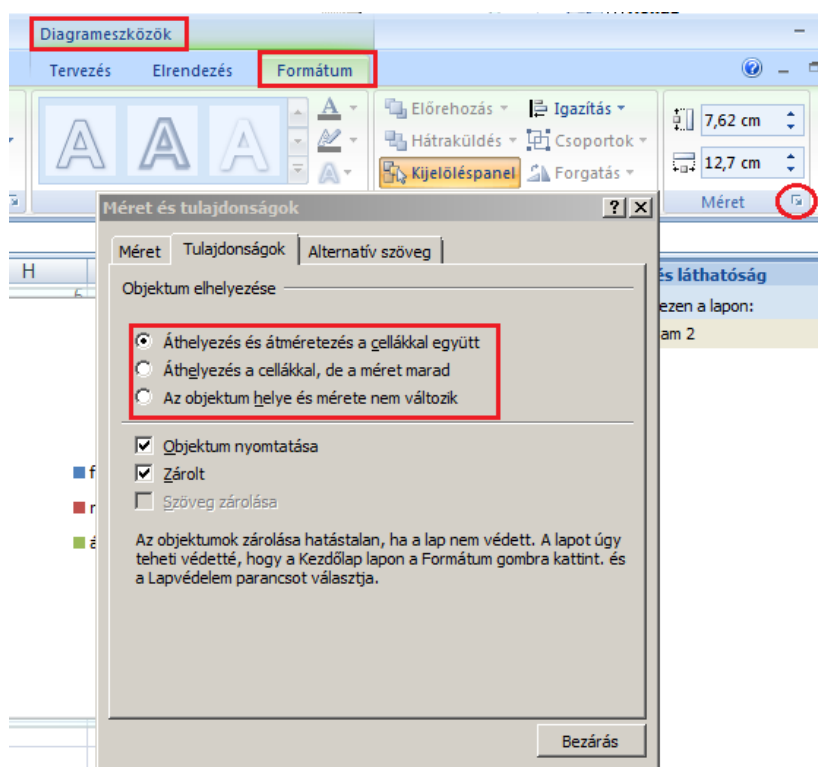 Diagrameszközök
Tervezés Elrendezés Formátum
A A A A Előrehozás Igazítás 7,62 cm
Hátraküldés Csoportok
A Kijelöléspanel Forgatás 12,7 cm
Méret
Méret és tulajdonságok
Méret Tulajdonságok Alternatív szöveg
H és láthatóság
Objektum elhelyezése ezen a lapon:
am 2
Áthelyezés és átméretezés a cellákkal együtt
Áthelyezés a cellákkal, de a méret marad
Az objektum helye és mérete nem változik
Objektum nyomtatása
f Zárolt
Szöveg zárolása
r
á Az objektumok zárolása hatástalan, ha a lap nem védett. A lapot úgy
teheti védetté, hogy a Kezdőlap lapon a Formátum gombra kattint. és
a Lapvédelem parancsot választja.
Bezárás